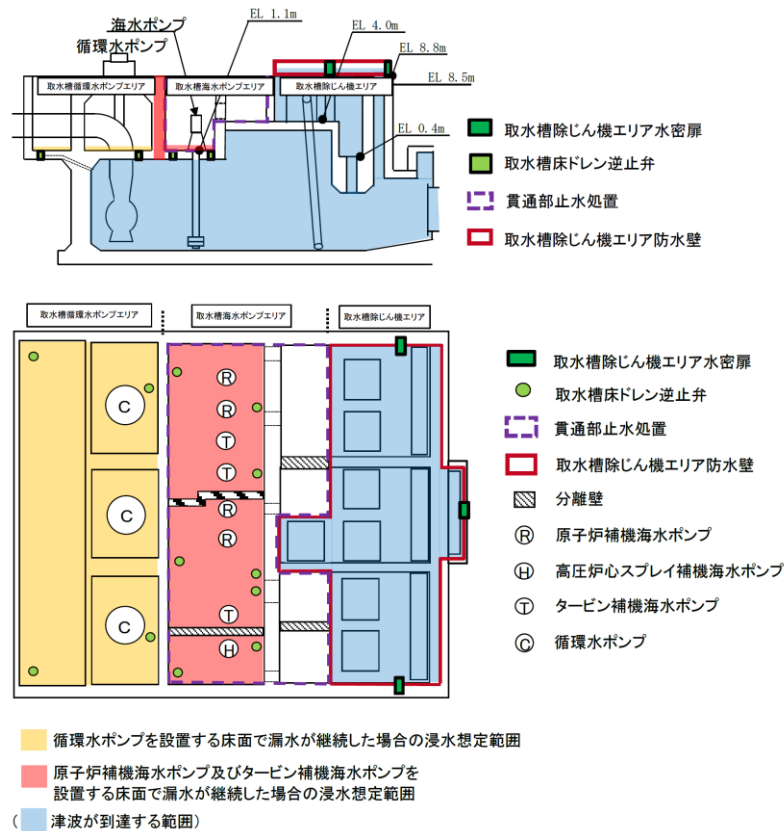 海水ポンプ
循環水ポンプ
EL 1.1m
EL 4.0m
EL 8.8m
EL 8.5m
取水槽循環水ポンプエリア
取水槽海水ポンプエリア
取水槽除じん機エリア
EL 0.4m
取水槽除じん機エリア水密扉
取水槽床ドレン逆止弁
貫通部止水処置
取水槽除じん機エリア防水壁
取水槽循環水ポンプエリア
取水槽海水ポンプエリア
取水槽除じん機エリア
C
C
C
R
R
T
T
R
R
T
H
取水槽除じん機エリア水密扉
取水槽床ドレン逆止弁
貫通部止水処置
取水槽除じん機エリア防水壁
分離壁
R 原子炉補機海水ポンプ
H 高圧炉心スプレイ補機海水ポンプ
T タービン補機海水ポンプ
C 循環水ポンプ
循環水ポンプを設置する床面で漏水が継続した場合の浸水想定範囲
原子炉補機海水ポンプ及びタービン補機海水ポンプを
設置する床面で漏水が継続した場合の浸水想定範囲
( 津波が到達する範囲)